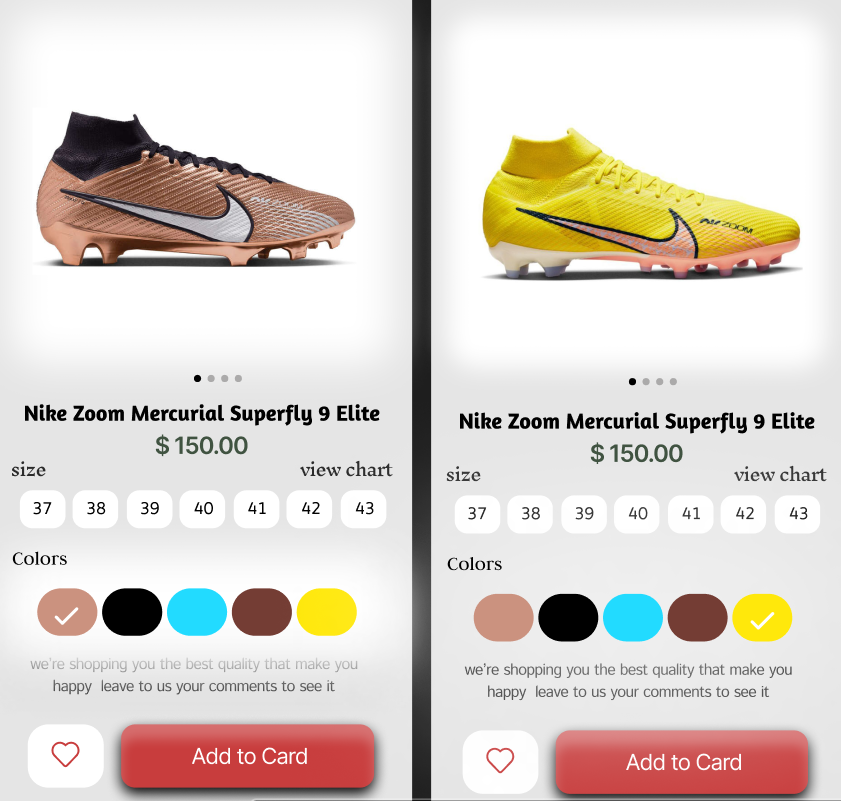 Nike Zoom Mercurial Superfly 9 Elite
$ 150.00
size
view chart
37 38 39 40 41 42 43
Colors
we're shopping you the best quality that make you
happy leave to us your comments to see it
Add to Card
ZOOM
Nike Zoom Mercurial Superfly 9 Elite
$ 150.00
size
view chart
37 38 39 40 41 42 43
Colors
we're shopping you the best quality that make you
happy leave to us your comments to see it
Add to Card